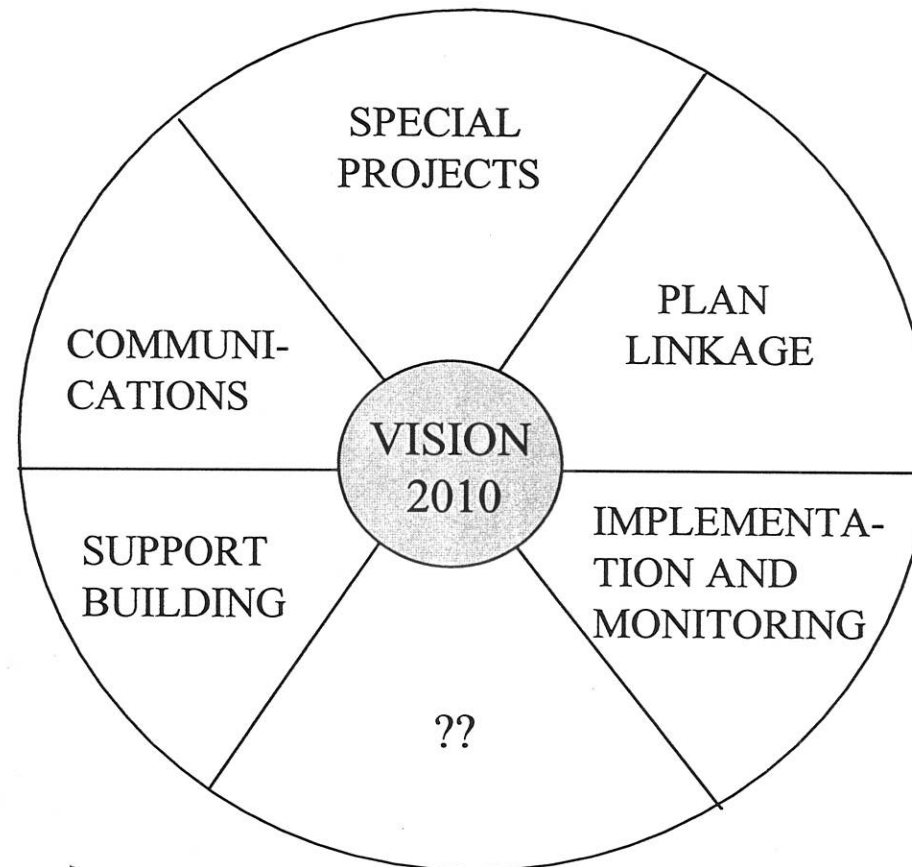 SPECIAL
PROJECTS
PLAN
LINKAGE
IMPLEMENTA-
TION AND
MONITORING
??
SUPPORT
BUILDING
COMMUNI-
CATIONS
VISION
2010